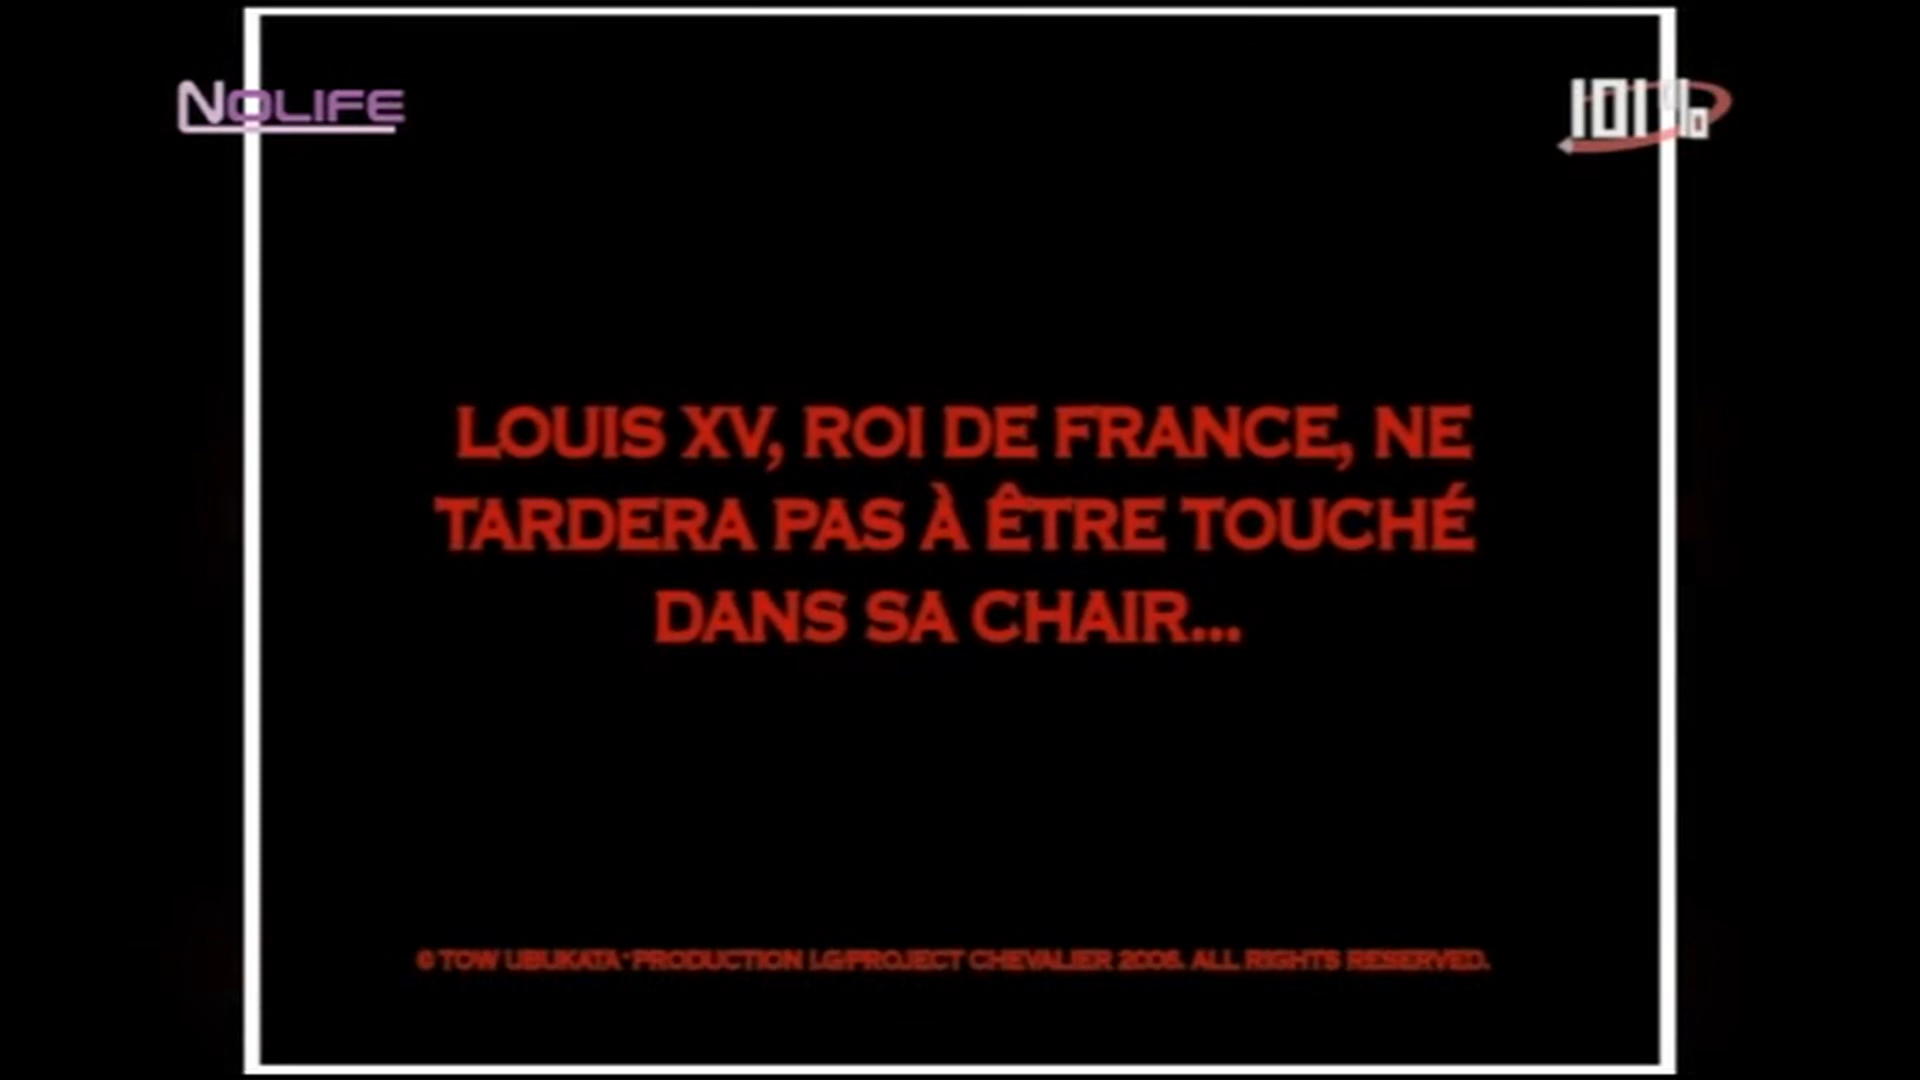 NOLIFE
101%
LOUIS XV, ROI DE FRANCE, NE
TARDERA PAS À ÊTRE TOUCHÉ
DANS SA CHAIR...
© TOW UBUKATA • PRODUCTION I.G/PROJECT CHEVALIER 2006. ALL RIGHTS RESERVED.